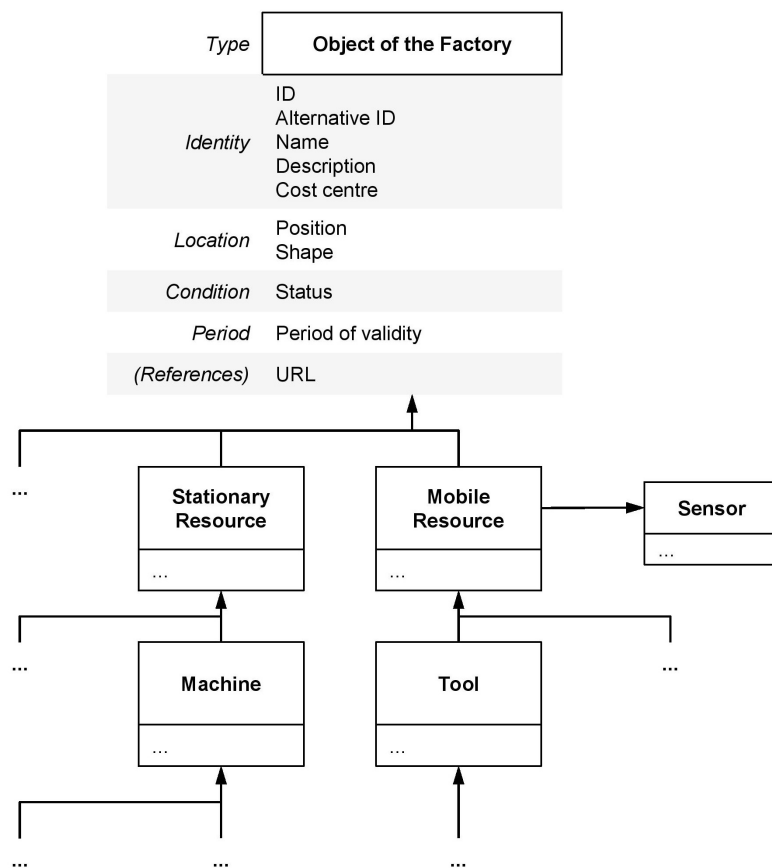 Type Object of the Factory
ID
Alternative ID
Identity Name
Description
Cost centre
Location Position
Shape
Condition Status
Period Period of validity
(References) URL
...
Stationary
Resource
...
Mobile
Resource
...
Sensor
...
...
Machine
...
Tool
...
...
...
...
...